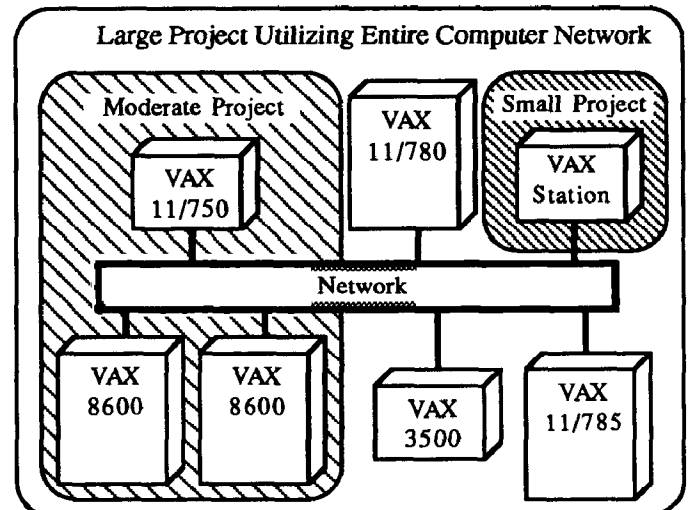 Large Project Utilizing Entire Computer Network
Moderate Project
VAX
11/750
VAX
11/780
Small Project
VAX
Station
Network
VAX
8600
VAX
8600
VAX
3500
VAX
11/785